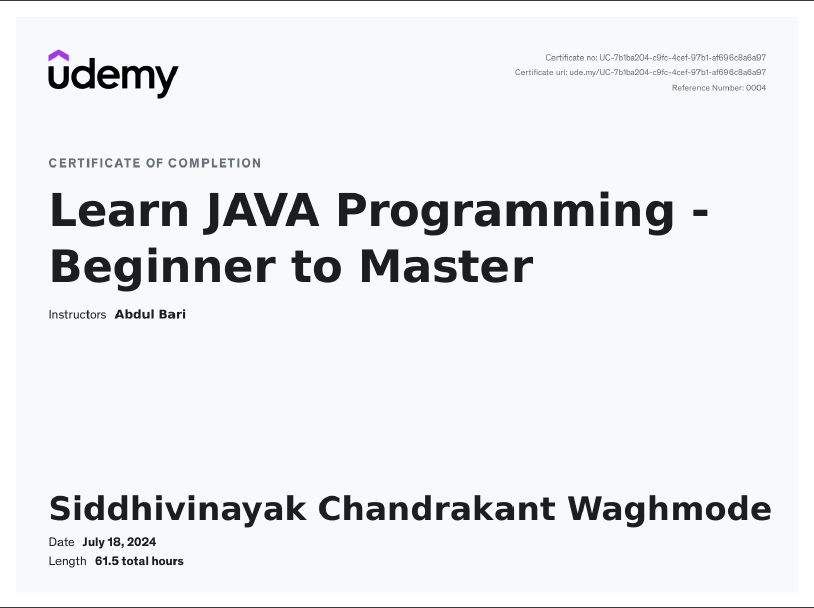 udemy
Certificate no: UC-7b1ba204-c9fc-4cef-97b1-af696c8a6a97
Certificate url: ude.my/UC-7b1ba204-c9fc-4cef-97b1-af696c8a6a97
Reference Number: 0004
CERTIFICATE OF COMPLETION
Learn JAVA Programming -
Beginner to Master
Instructors Abdul Bari
Siddhivinayak Chandrakant Waghmode
Date July 18, 2024
Length 61.5 total hours